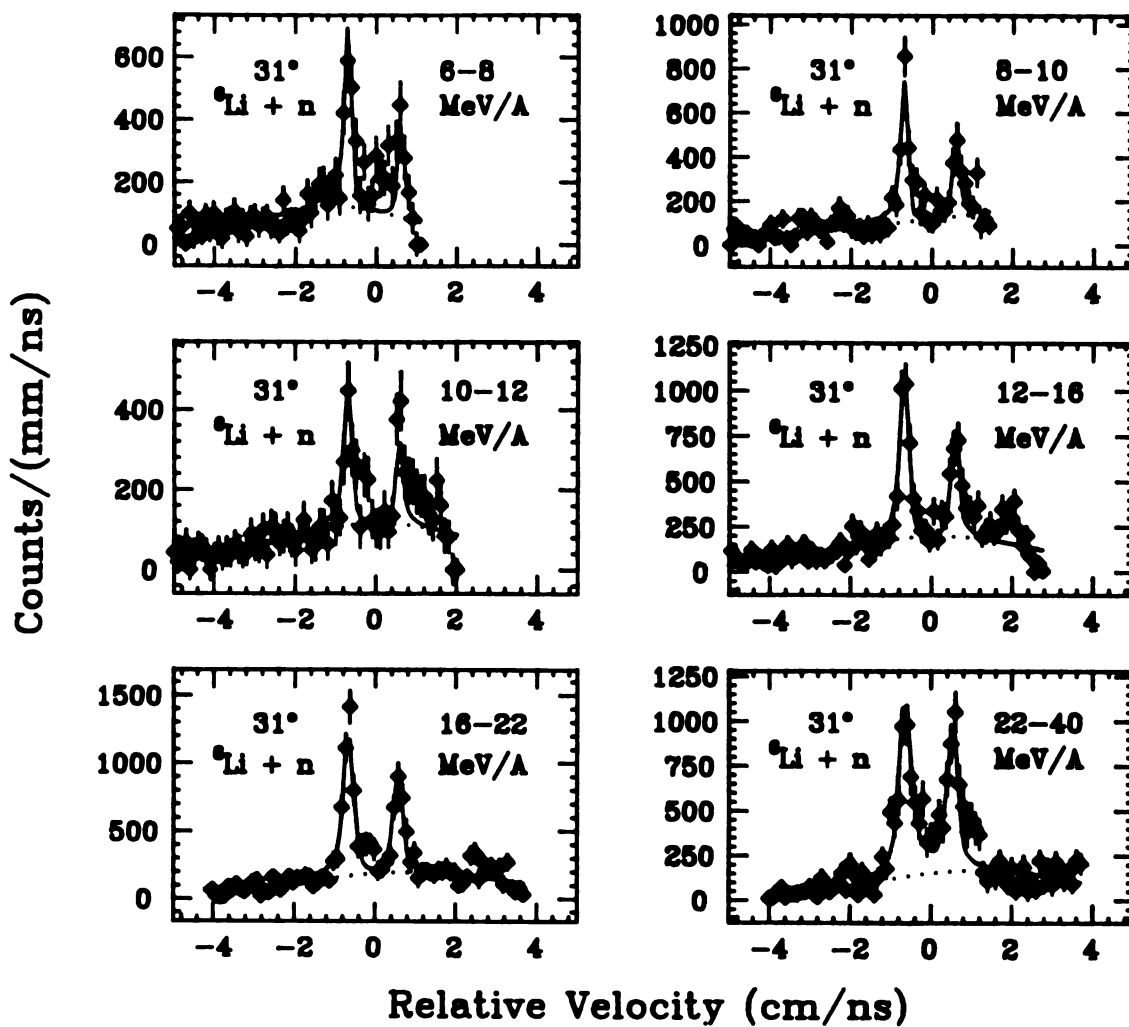 31° 6–8
⁶Li + n MeV/A
600
400
200
0
−4 −2 0 2 4
31° 8–10
⁶Li + n MeV/A
1000
800
600
400
200
0
−4 −2 0 2 4
31° 10–12
⁶Li + n MeV/A
400
200
0
−4 −2 0 2 4
31° 12–16
⁶Li + n MeV/A
1250
1000
750
500
250
0
−4 −2 0 2 4
31° 16–22
⁶Li + n MeV/A
1500
1000
500
0
−4 −2 0 2 4
31° 22–40
⁶Li + n MeV/A
1250
1000
750
500
250
0
−4 −2 0 2 4
Counts/(mm/ns)
Relative Velocity (cm/ns)